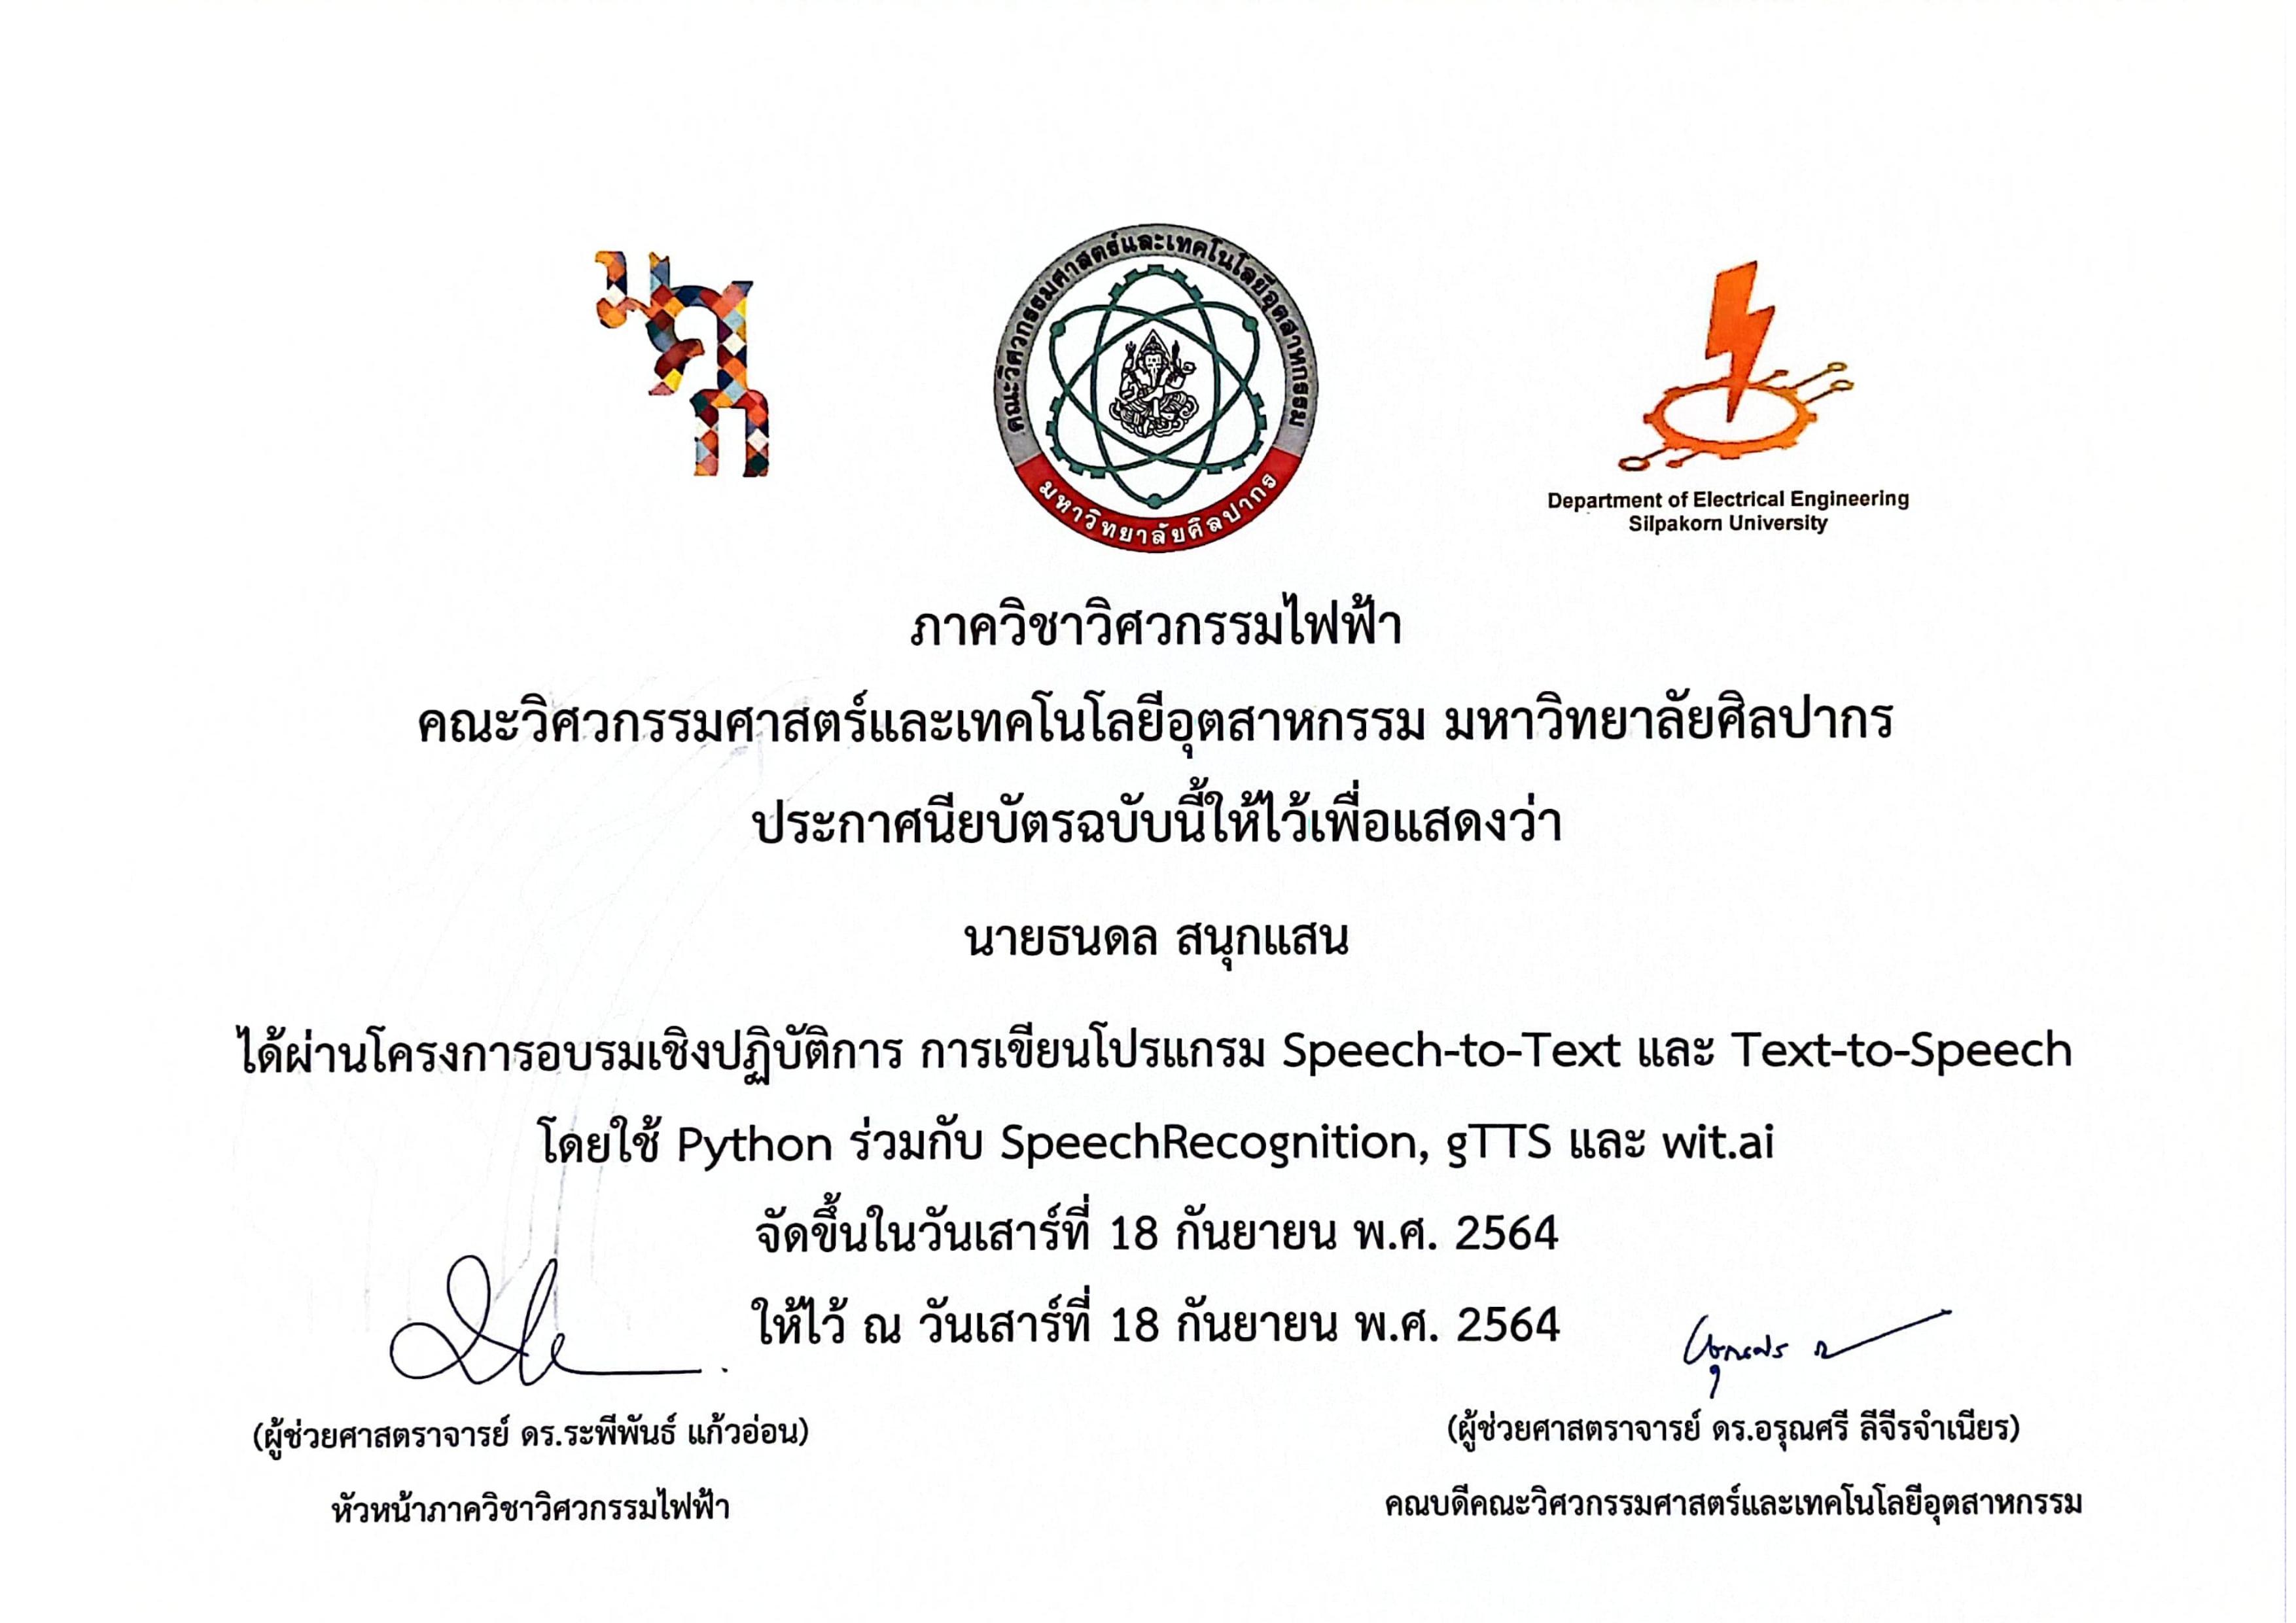 มศก
คณะวิศวกรรมศาสตร์และเทคโนโลยีอุตสาหกรรม
มหาวิทยาลัยศิลปากร
Department of Electrical Engineering
Silpakorn University
ภาควิชาวิศวกรรมไฟฟ้า
คณะวิศวกรรมศาสตร์และเทคโนโลยีอุตสาหกรรม มหาวิทยาลัยศิลปากร
ประกาศนียบัตรฉบับนี้ให้ไว้เพื่อแสดงว่า
นายธนดล สนุกแสน
ได้ผ่านโครงการอบรมเชิงปฏิบัติการ การเขียนโปรแกรม Speech-to-Text และ Text-to-Speech
โดยใช้ Python ร่วมกับ SpeechRecognition, gTTS และ wit.ai
จัดขึ้นในวันเสาร์ที่ 18 กันยายน พ.ศ. 2564
ให้ไว้ ณ วันเสาร์ที่ 18 กันยายน พ.ศ. 2564
(ผู้ช่วยศาสตราจารย์ ดร.ระพีพันธ์ แก้วอ่อน)
หัวหน้าภาควิชาวิศวกรรมไฟฟ้า
(ผู้ช่วยศาสตราจารย์ ดร.อรุณศรี ลีจีรจำเนียร)
คณบดีคณะวิศวกรรมศาสตร์และเทคโนโลยีอุตสาหกรรม